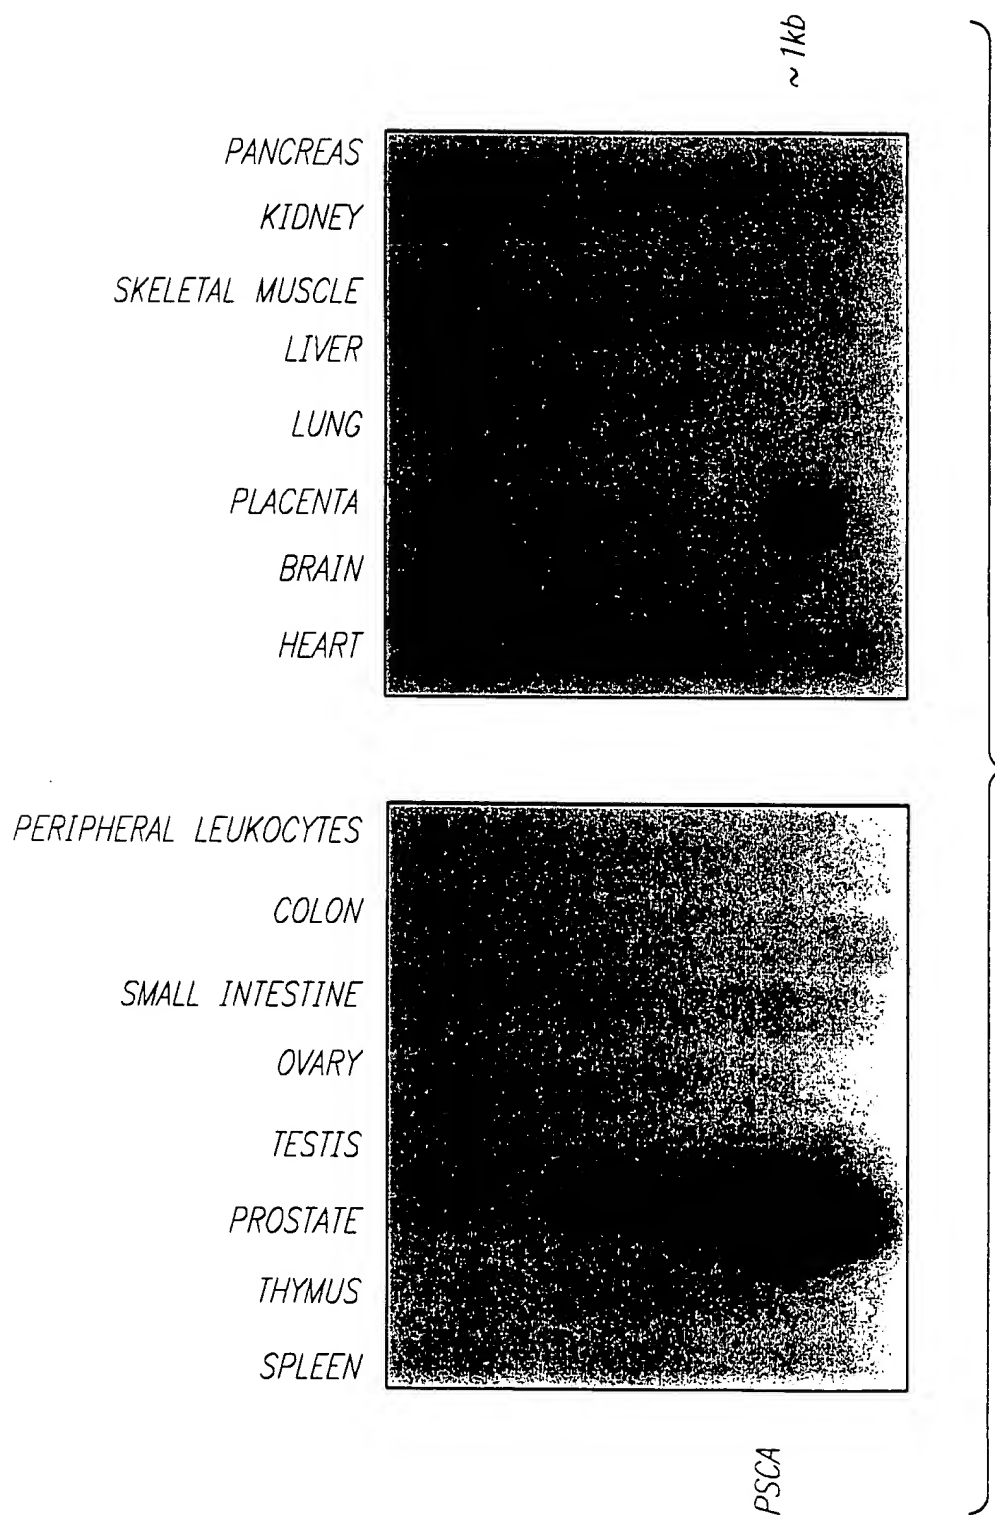 ~ 1kb
PANCREAS
KIDNEY
SKELETAL MUSCLE
LIVER
LUNG
PLACENTA
BRAIN
HEART
PERIPHERAL LEUKOCYTES
COLON
SMALL INTESTINE
OVARY
TESTIS
PROSTATE
THYMUS
SPLEEN
PSCA